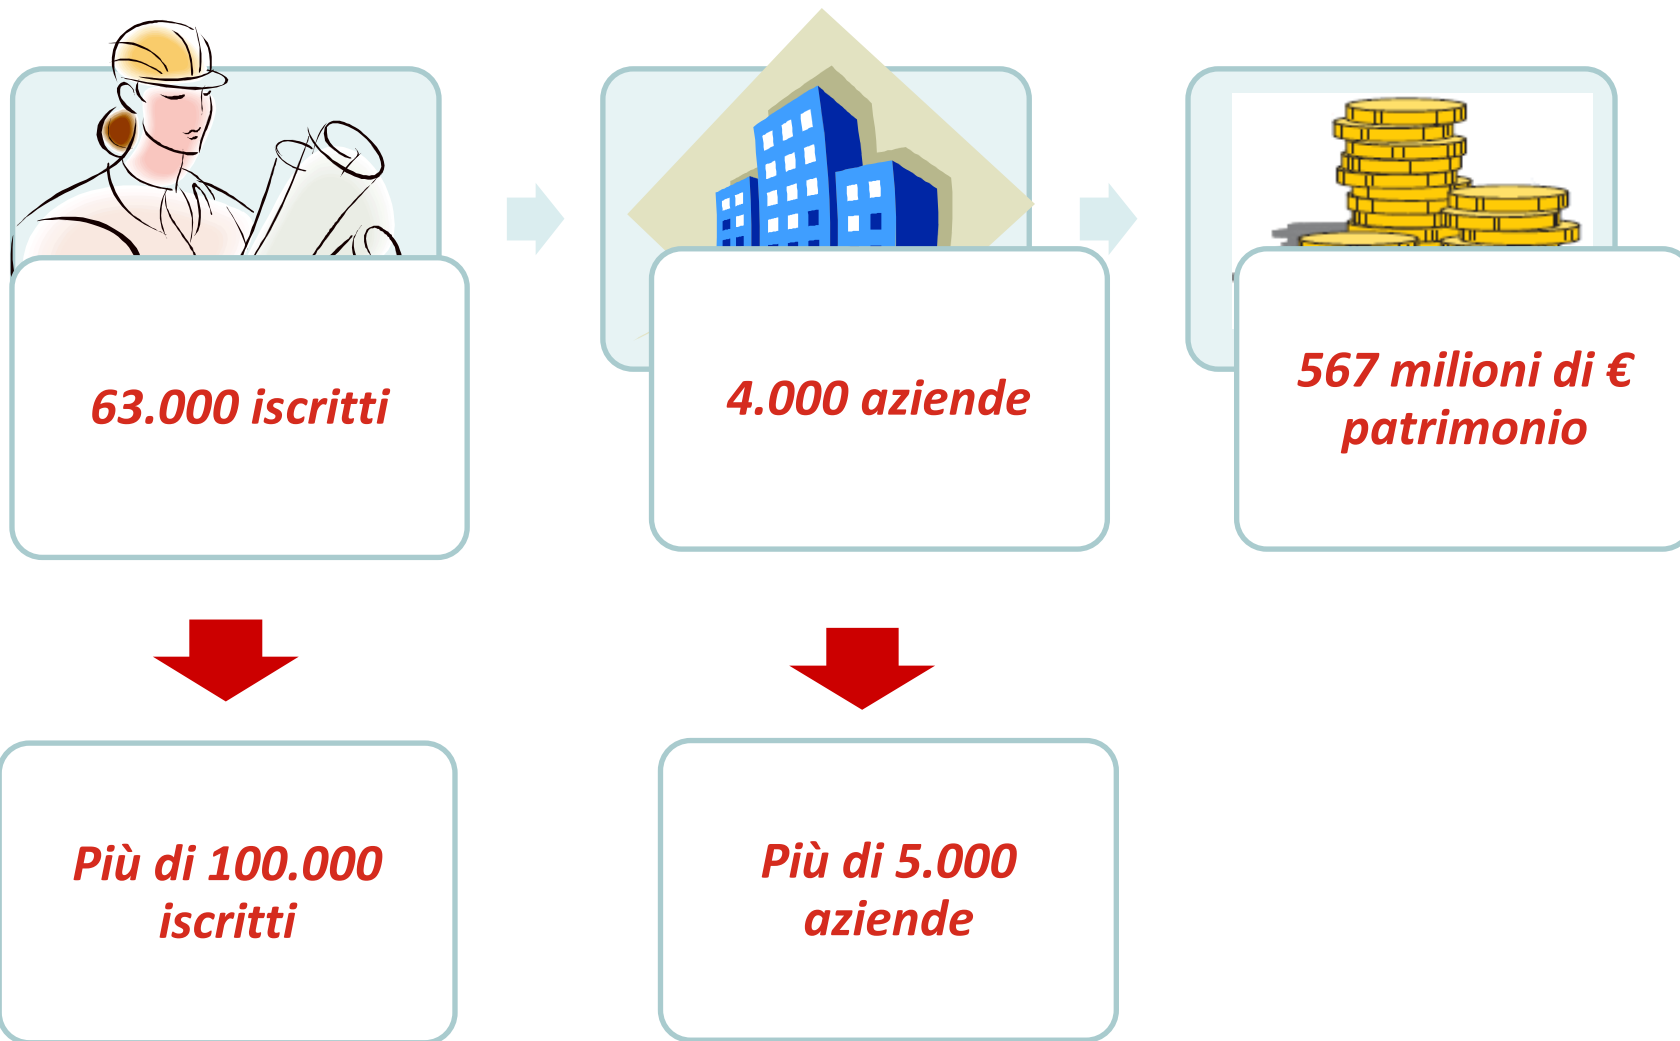 63.000 iscritti
4.000 aziende
567 milioni di €
patrimonio
Più di 100.000
iscritti
Più di 5.000
aziende